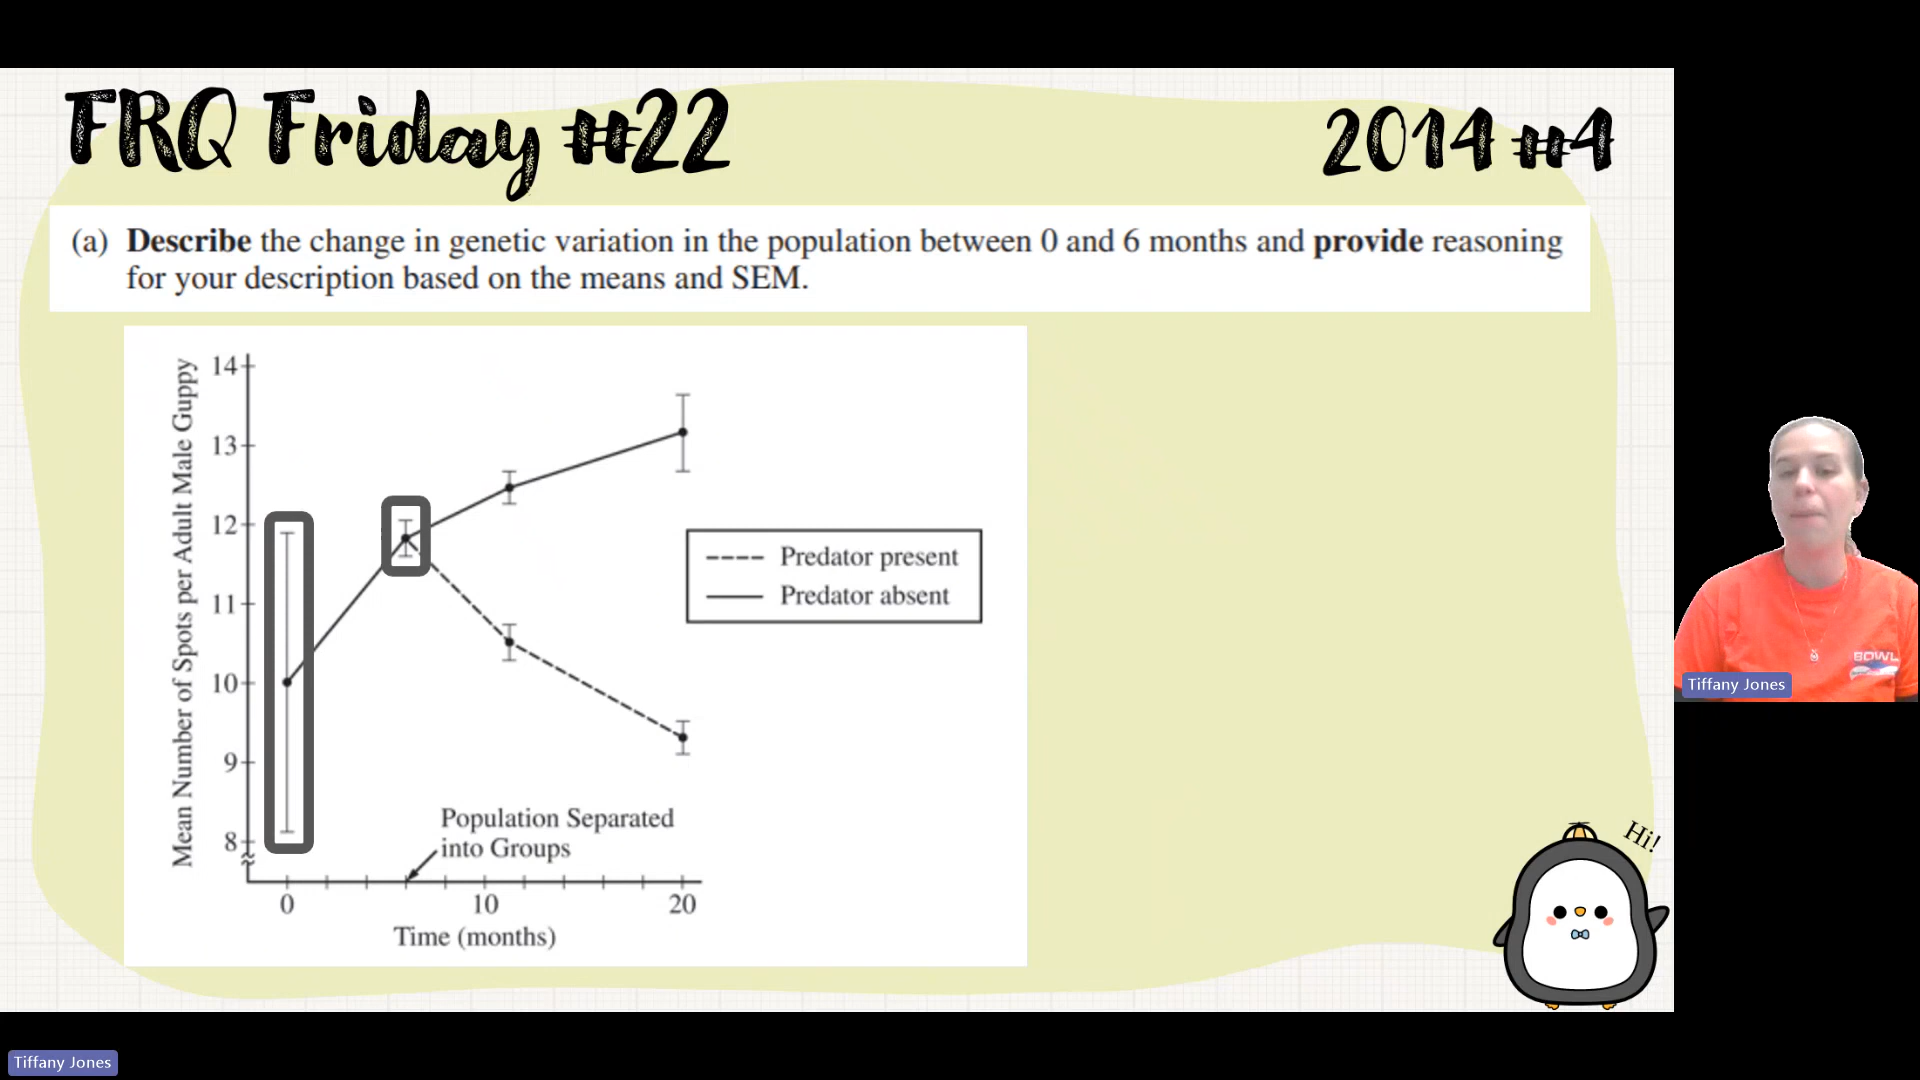 FRQ Friday #22
2014 #4
(a) Describe the change in genetic variation in the population between 0 and 6 months and provide reasoning
for your description based on the means and SEM.
Mean Number of Spots per Adult Male Guppy
14
13
12
11
10
9
8
Predator present
Predator absent
Population Separated
into Groups
0
10
20
Time (months)
Hi!
BOWL
Tiffany Jones
Tiffany Jones